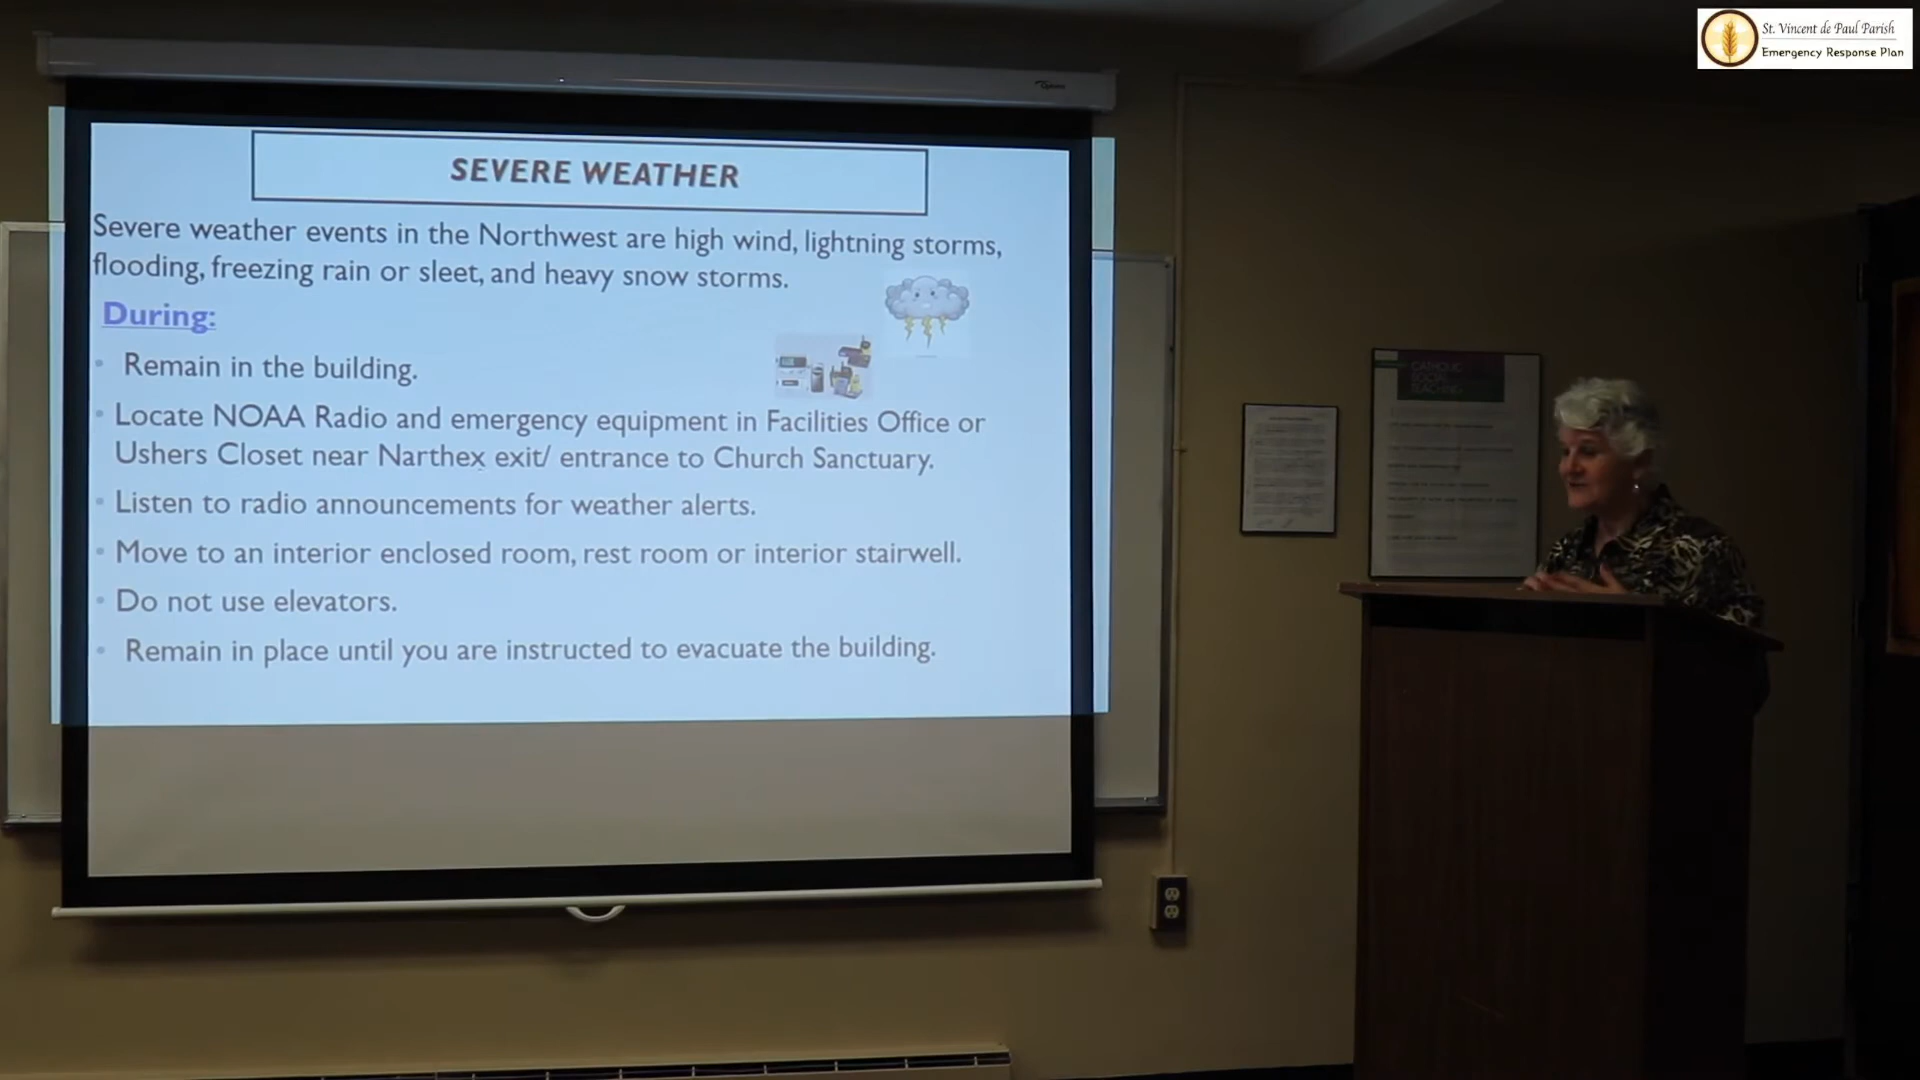 St. Vincent de Paul Parish
Emergency Response Plan
SEVERE WEATHER
Severe weather events in the Northwest are high wind, lightning storms,
flooding, freezing rain or sleet, and heavy snow storms.
During:
• Remain in the building.
• Locate NOAA Radio and emergency equipment in Facilities Office or
Ushers Closet near Narthex exit/ entrance to Church Sanctuary.
• Listen to radio announcements for weather alerts.
• Move to an interior enclosed room, rest room or interior stairwell.
• Do not use elevators.
• Remain in place until you are instructed to evacuate the building.
CATHOLIC
SOCIAL
TEACHING